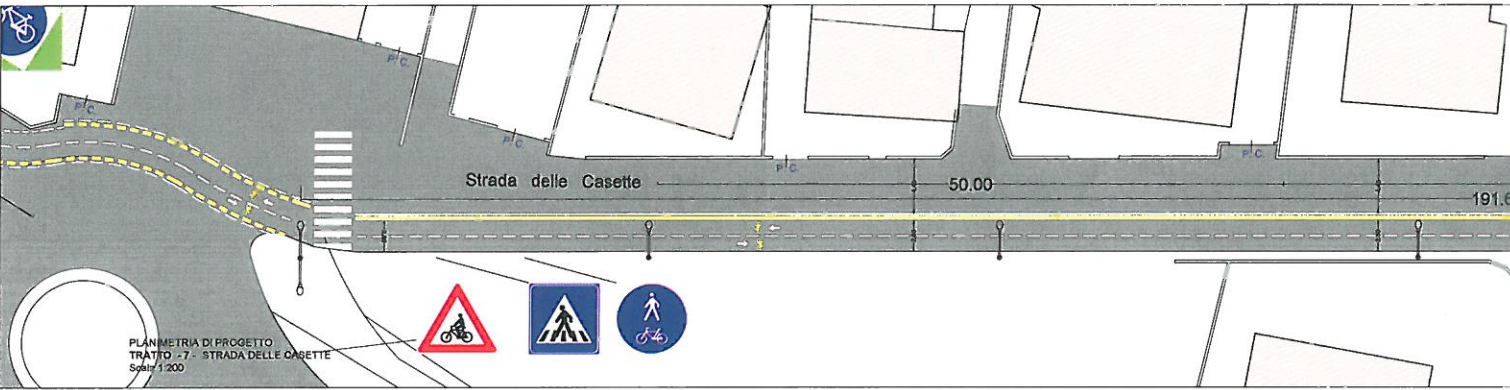 P.C.
P.C.
P.C.
P.C.
P.C.
Strada delle Casette
50.00
191.6
PLANIMETRIA DI PROGETTO
TRATTO - 7 - STRADA DELLE CASETTE
Scala 1:200